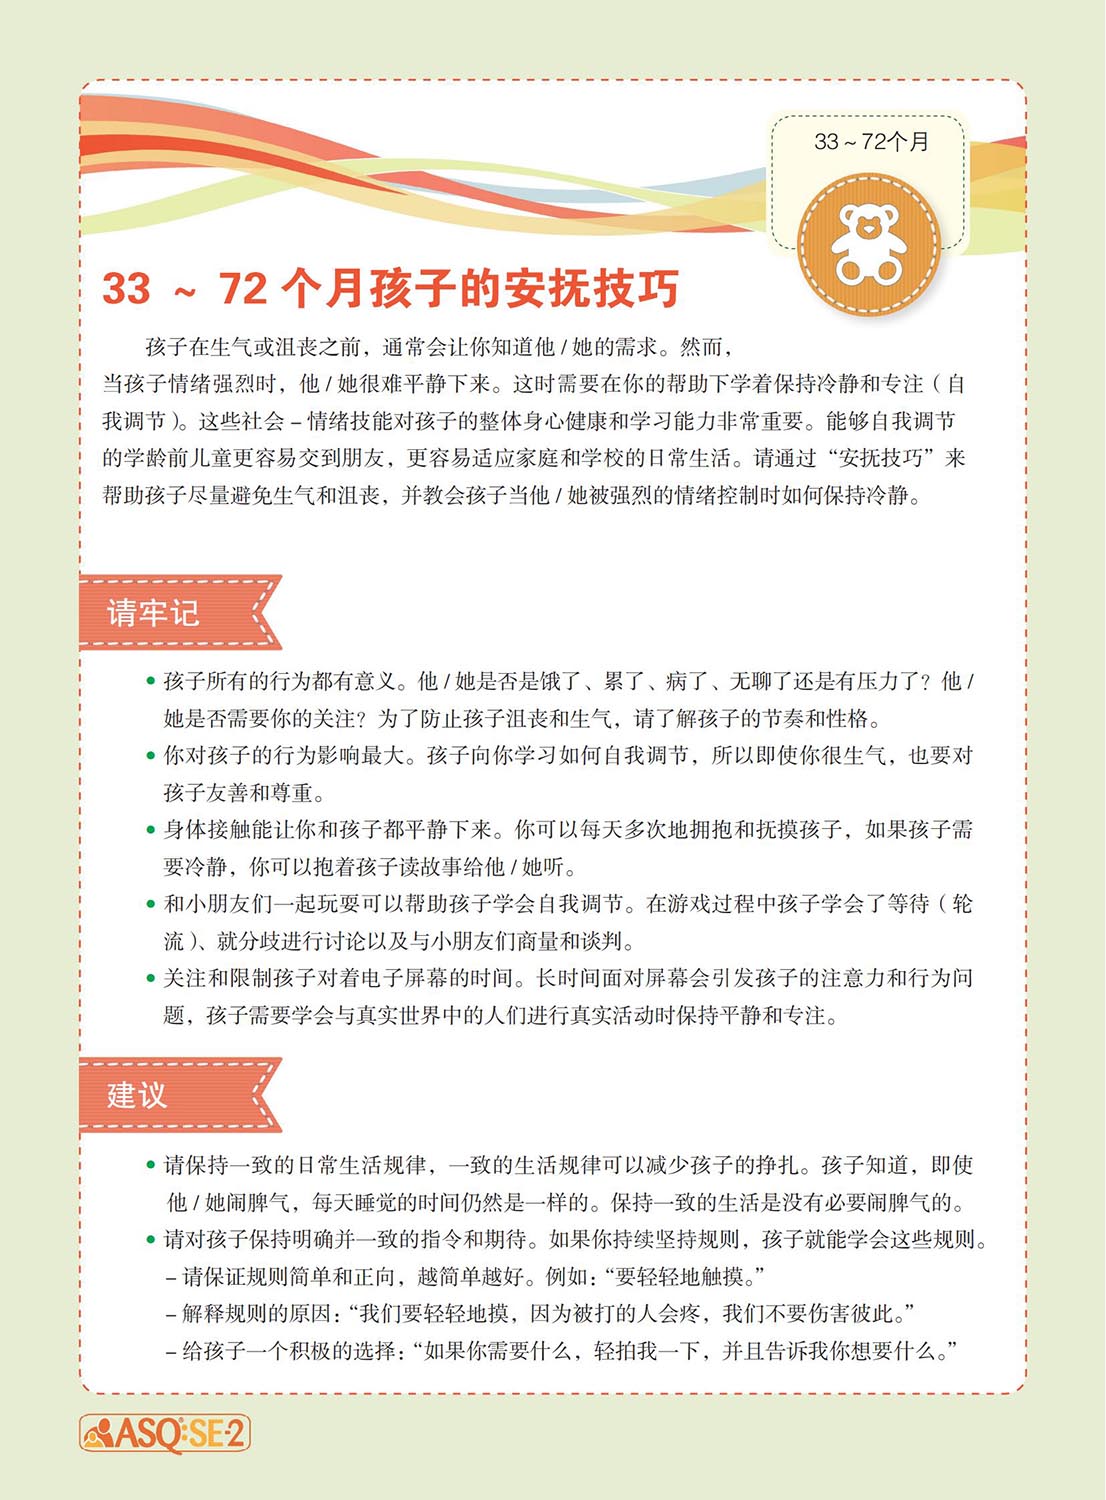 33 ~ 72个月
33 ~ 72 个月孩子的安抚技巧
孩子在生气或沮丧之前，通常会让你知道他 / 她的需求。然而，
当孩子情绪强烈时，他 / 她很难平静下来。这时需要在你的帮助下学着保持冷静和专注（自
我调节）。这些社会 – 情绪技能对孩子的整体身心健康和学习能力非常重要。能够自我调节
的学龄前儿童更容易交到朋友，更容易适应家庭和学校的日常生活。请通过“安抚技巧”来
帮助孩子尽量避免生气和沮丧，并教会孩子当他 / 她被强烈的情绪控制时如何保持冷静。
请牢记
• 孩子所有的行为都有意义。他 / 她是否是饿了、累了、病了、无聊了还是有压力了？他 /
她是否需要你的关注？为了防止孩子沮丧和生气，请了解孩子的节奏和性格。
• 你对孩子的行为影响最大。孩子向你学习如何自我调节，所以即使你很生气，也要对
孩子友善和尊重。
• 身体接触能让你和孩子都平静下来。你可以每天多次地拥抱和抚摸孩子，如果孩子需
要冷静，你可以抱着孩子读故事给他 / 她听。
• 和小朋友们一起玩耍可以帮助孩子学会自我调节。在游戏过程中孩子学会了等待（轮
流）、就分歧进行讨论以及与小朋友们商量和谈判。
• 关注和限制孩子对着电子屏幕的时间。长时间面对屏幕会引发孩子的注意力和行为问
题，孩子需要学会与真实世界中的人们进行真实活动时保持平静和专注。
建议
• 请保持一致的日常生活规律，一致的生活规律可以减少孩子的挣扎。孩子知道，即使
他 / 她闹脾气，每天睡觉的时间仍然是一样的。保持一致的生活是没有必要闹脾气的。
• 请对孩子保持明确并一致的指令和期待。如果你持续坚持规则，孩子就能学会这些规则。
– 请保证规则简单和正向，越简单越好。例如：“要轻轻地触摸。”
– 解释规则的原因：“我们要轻轻地摸，因为被打的人会疼，我们不要伤害彼此。”
– 给孩子一个积极的选择：“如果你需要什么，轻拍我一下，并且告诉我你想要什么。”
ASQ:SE-2